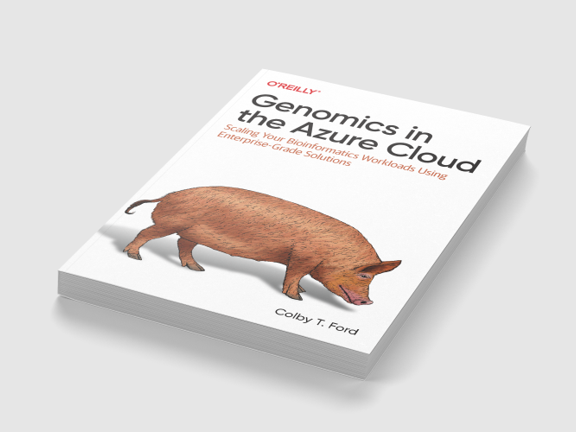 O'REILLY®
Genomics in
the Azure Cloud
Scaling Your Bioinformatics Workloads Using
Enterprise-Grade Solutions
Colby T. Ford